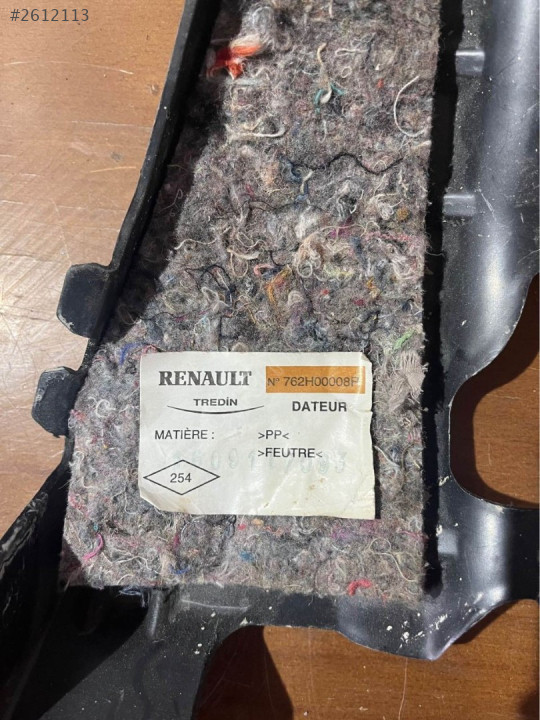 #2612113
RENAULT
N° 762H00008R
TREDiN
DATEUR
MATIÈRE : >PP<
>FEUTRE<
254